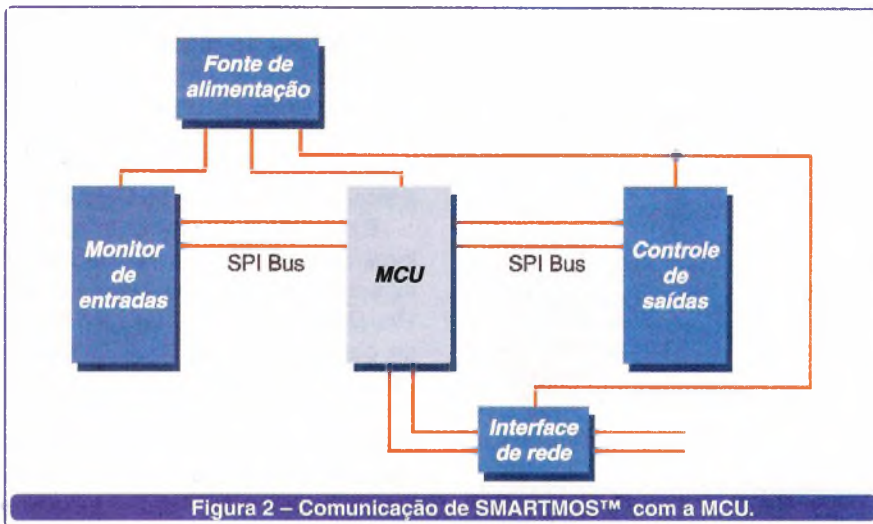 Fonte de
alimentação
Monitor
de
entradas
SPI Bus
MCU
SPI Bus
Controle
de
saídas
Interface
de rede
Figura 2 – Comunicação de SMARTMOS™ com a MCU.